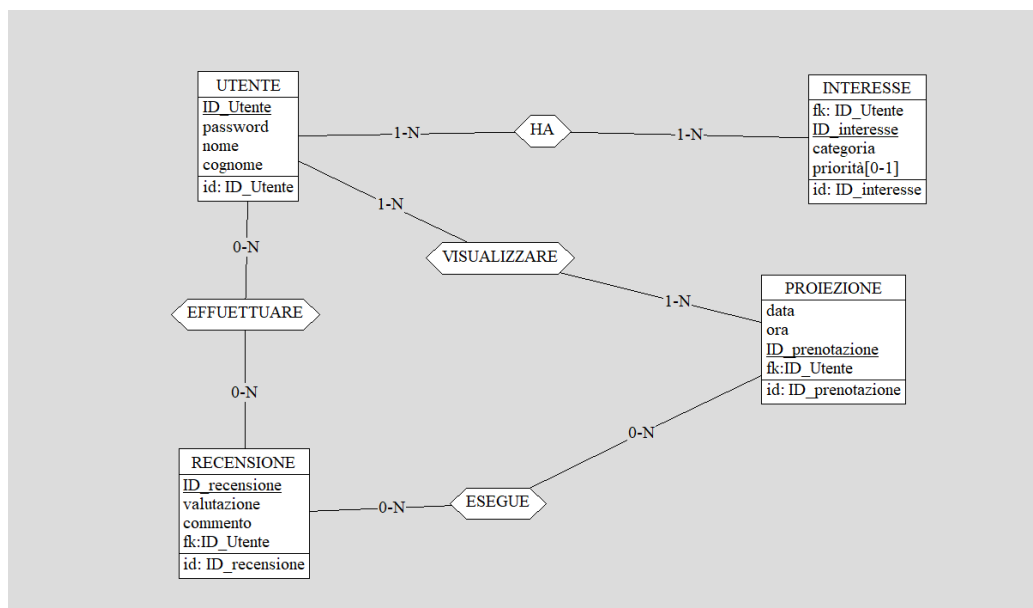 UTENTE
ID_Utente
password
nome
cognome
id: ID_Utente
1-N
HA
1-N
INTERESSE
fk: ID_Utente
ID_interesse
categoria
priorità[0-1]
id: ID_interesse
1-N
VISUALIZZARE
1-N
0-N
EFFUETTUARE
0-N
PROIEZIONE
data
ora
ID_prenotazione
fk:ID_Utente
id: ID_prenotazione
0-N
RECENSIONE
ID_recensione
valutazione
commento
fk:ID_Utente
id: ID_recensione
0-N
ESEGUE